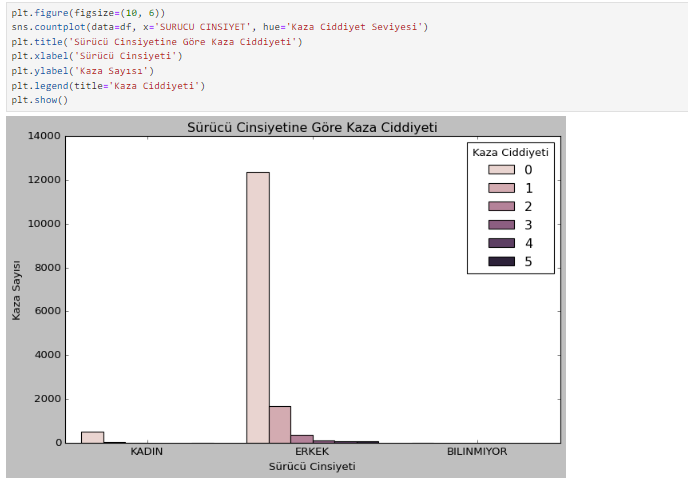 plt.figure(figsize=(10, 6))
sns.countplot(data=df, x='SURUCU CINSIYET', hue='Kaza Ciddiyet Seviyesi')
plt.title('Sürücü Cinsiyetine Göre Kaza Ciddiyeti')
plt.xlabel('Sürücü Cinsiyeti')
plt.ylabel('Kaza Sayısı')
plt.legend(title='Kaza Ciddiyeti')
plt.show()
Sürücü Cinsiyetine Göre Kaza Ciddiyeti
14000
12000
10000
8000
6000
4000
2000
0
Kaza Sayısı
Kaza Ciddiyeti
0
1
2
3
4
5
KADIN
ERKEK
BILINMIYOR
Sürücü Cinsiyeti